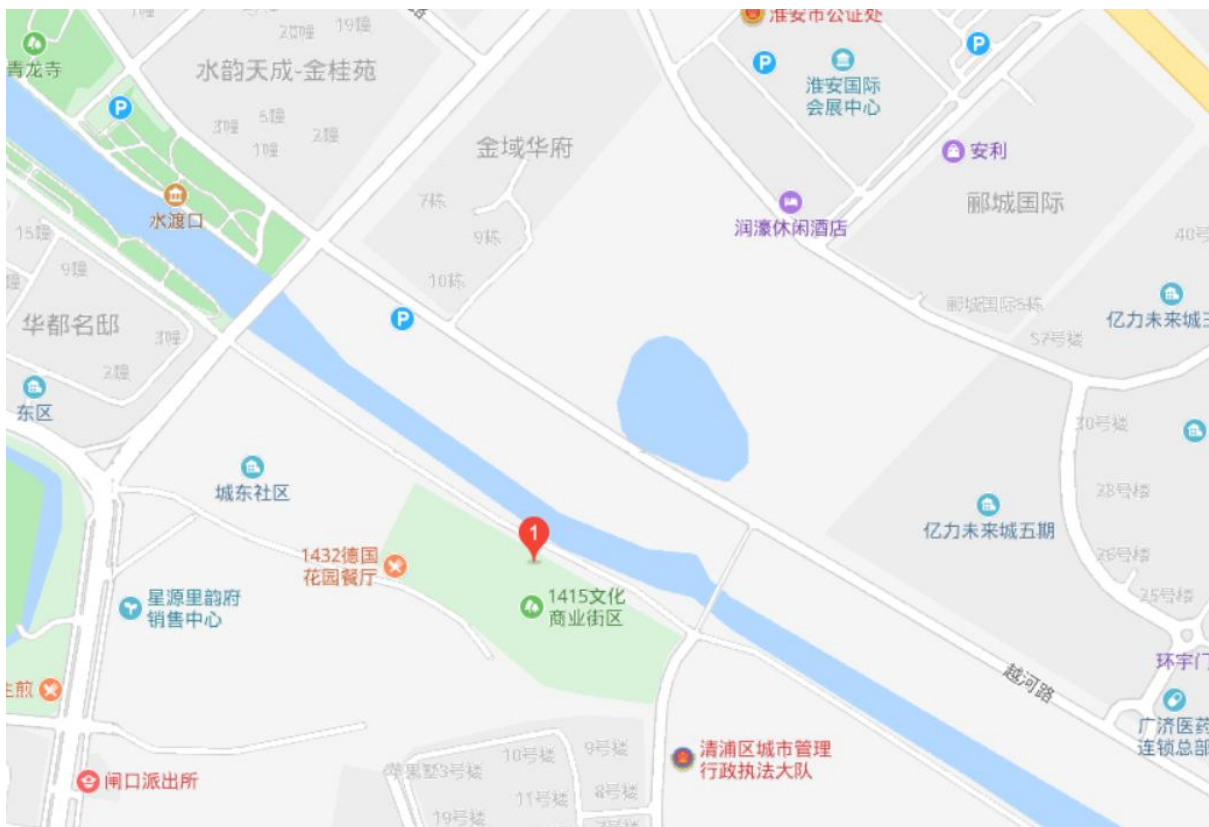 淮安市公证处
20幢
19幢
青龙寺
水韵天成-金桂苑
淮安国际
会展中心
3幢
5幢
2幢
1幢
金域华府
安利
7栋
水渡口
润濠休闲酒店
郦城国际
15幢
9栋
40号
9幢
10栋
郦城国际5栋
亿力未来城三
华都名邸
3幢
57号楼
2幢
东区
30号楼
城东社区
28号楼
亿力未来城五期
1
1432德国
花园餐厅
26号楼
1415文化
商业街区
25号楼
星源里韵府
销售中心
环宇门
越河路
生煎
广济医药
连锁总部
清浦区城市管理
行政执法大队
10号楼
9号楼
苹果墅3号楼
闸口派出所
11号楼
8号楼
19号楼